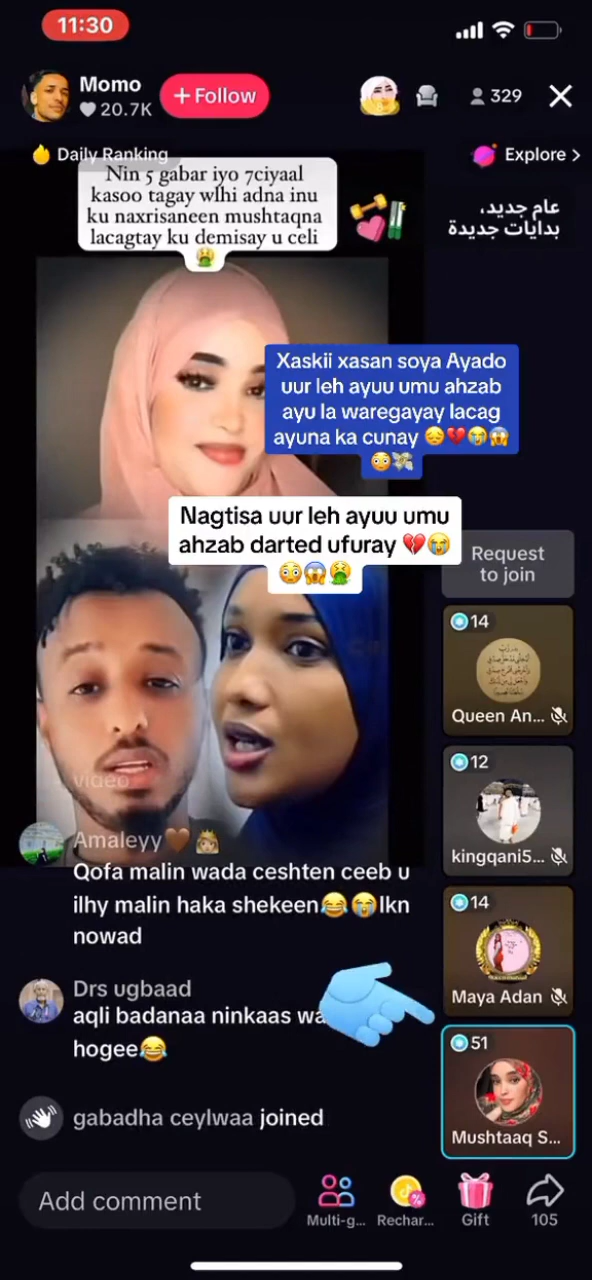 11:30
Momo
20.7K
+ Follow
329
Daily Ranking
Explore >
Nin 5 gabar iyo 7ciyaal
kasoo tagay wlhi adna inu
ku naxrisaneen mushtaqna
lacagtay ku demisay u celi
🤮
عام جديد،
بدايات جديدة
Xaskii xasan soya Ayado
uur leh ayuu umu ahzab
ayu la waregayay lacag
ayuna ka cunay 😔💔😭😱
😳💸
Nagtisa uur leh ayuu umu
ahzab darted ufuray 💔😭
😳😱🤮
Request
to join
14
Queen An...
12
kingqani5...
video
Amaleyy🤎👸🏼
Qofa malin wada ceshten ceeb u
ilhy malin haka shekeen😂😭lkn
nowad
14
Maya Adan
Drs ugbaad
aqli badanaa ninkaas wa
hogee😂
51
Mushtaaq S...
gabadha ceylwaa joined
Add comment
Multi-g...
Rechar...
Gift
105